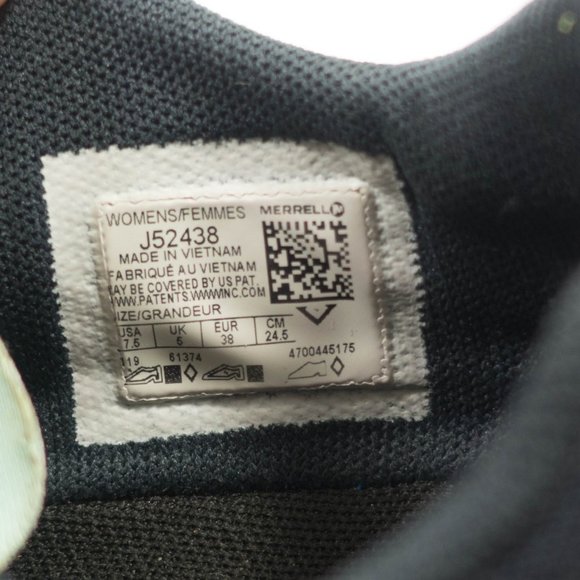 WOMENS/FEMMES MERRELL
J52438
MADE IN VIETNAM
FABRIQUÉ AU VIETNAM
MAY BE COVERED BY US PAT.
WWW.PATENTS.WWWINC.COM
SIZE/GRANDEUR
USA UK EUR CM
7.5 5 38 24.5
19 61374 4700445175